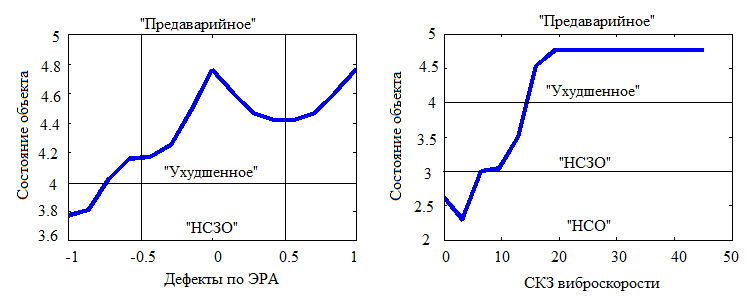 "Предаварийное"
5
4.8
4.6
4.4
4.2
4
3.8
3.6
Состояние объекта
"Ухудшенное"
"НСЗО"
-1 -0.5 0 0.5 1
Дефекты по ЭРА
"Предаварийное"
5
4.5
4
3.5
3
2.5
2
Состояние объекта
"Ухудшенное"
"НСЗО"
"НСО"
0 10 20 30 40 50
СКЗ виброскорости